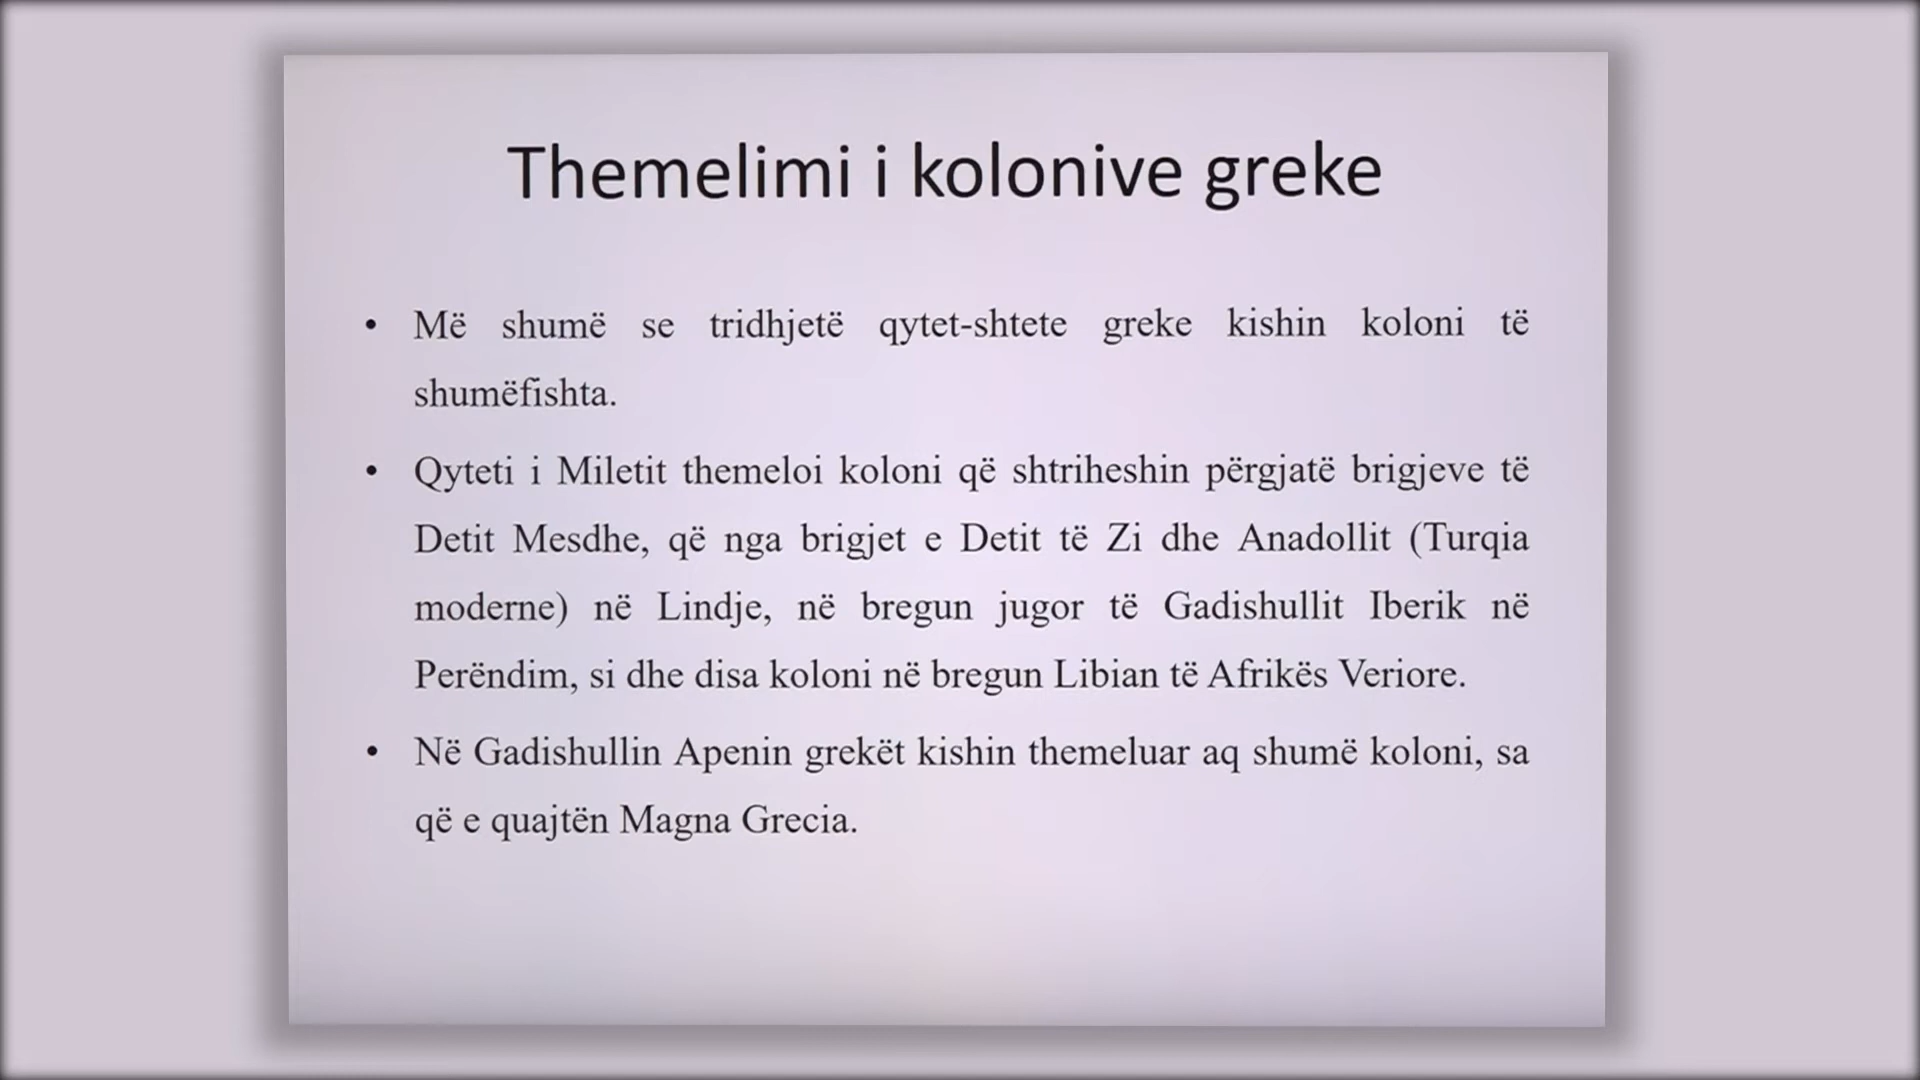 Themelimi i kolonive greke
• Më shumë se tridhjetë qytet-shtete greke kishin koloni të
shumëfishta.
• Qyteti i Miletit themeloi koloni që shtriheshin përgjatë brigjeve të
Detit Mesdhe, që nga brigjet e Detit të Zi dhe Anadollit (Turqia
moderne) në Lindje, në bregun jugor të Gadishullit Iberik në
Perëndim, si dhe disa koloni në bregun Libian të Afrikës Veriore.
• Në Gadishullin Apenin grekët kishin themeluar aq shumë koloni, sa
që e quajtën Magna Grecia.